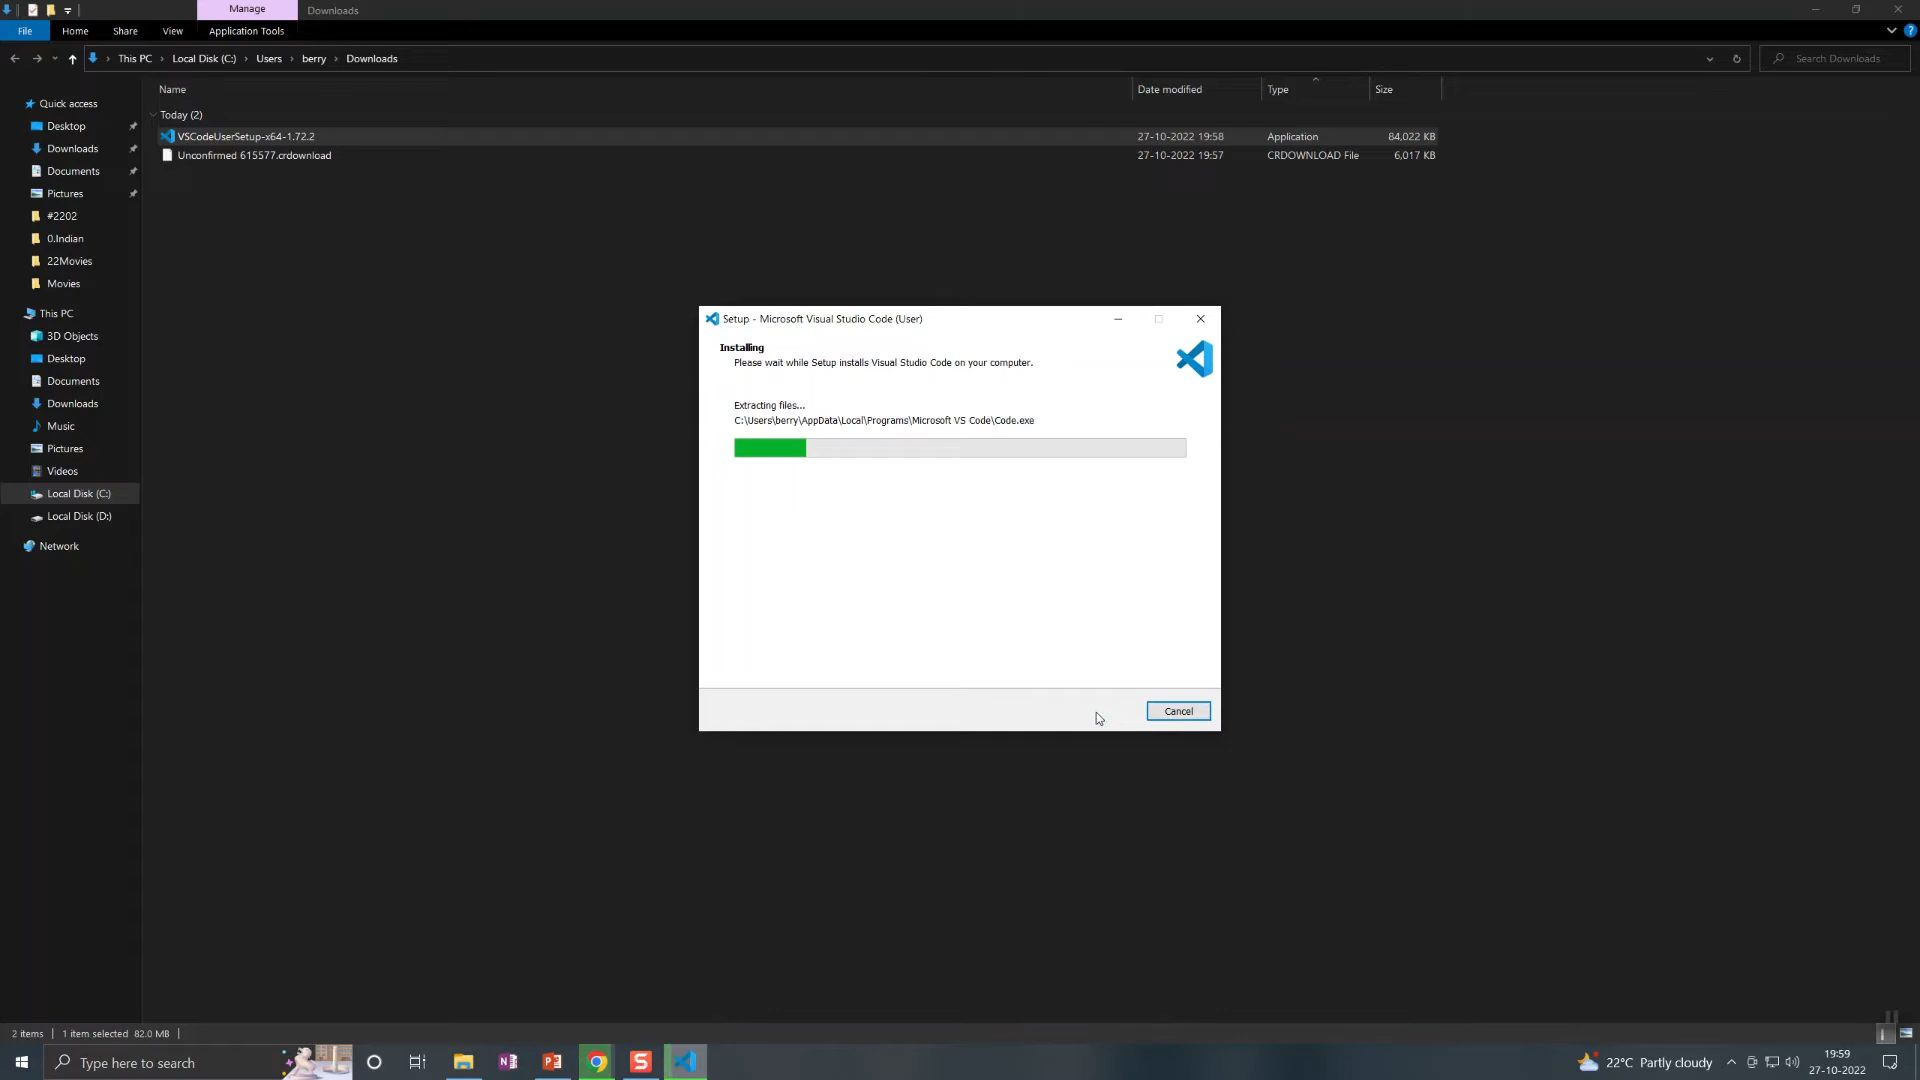 Manage
Downloads
File
Home
Share
View
Application Tools
This PC
Local Disk (C:)
Users
berry
Downloads
Search Downloads
Name
Date modified
Type
Size
Today (2)
VSCodeUserSetup-x64-1.72.2
27-10-2022 19:58
Application
84,022 KB
Unconfirmed 615577.crdownload
27-10-2022 19:57
CRDOWNLOAD File
6,017 KB
Quick access
Desktop
Downloads
Documents
Pictures
#2202
0.Indian
22Movies
Movies
This PC
3D Objects
Desktop
Documents
Downloads
Music
Pictures
Videos
Local Disk (C:)
Local Disk (D:)
Network
Setup - Microsoft Visual Studio Code (User)
Installing
Please wait while Setup installs Visual Studio Code on your computer.
Extracting files...
C:\Users\berry\AppData\Local\Programs\Microsoft VS Code\Code.exe
Cancel
2 items
1 item selected 82.0 MB
Type here to search
22°C Partly cloudy
19:59
27-10-2022